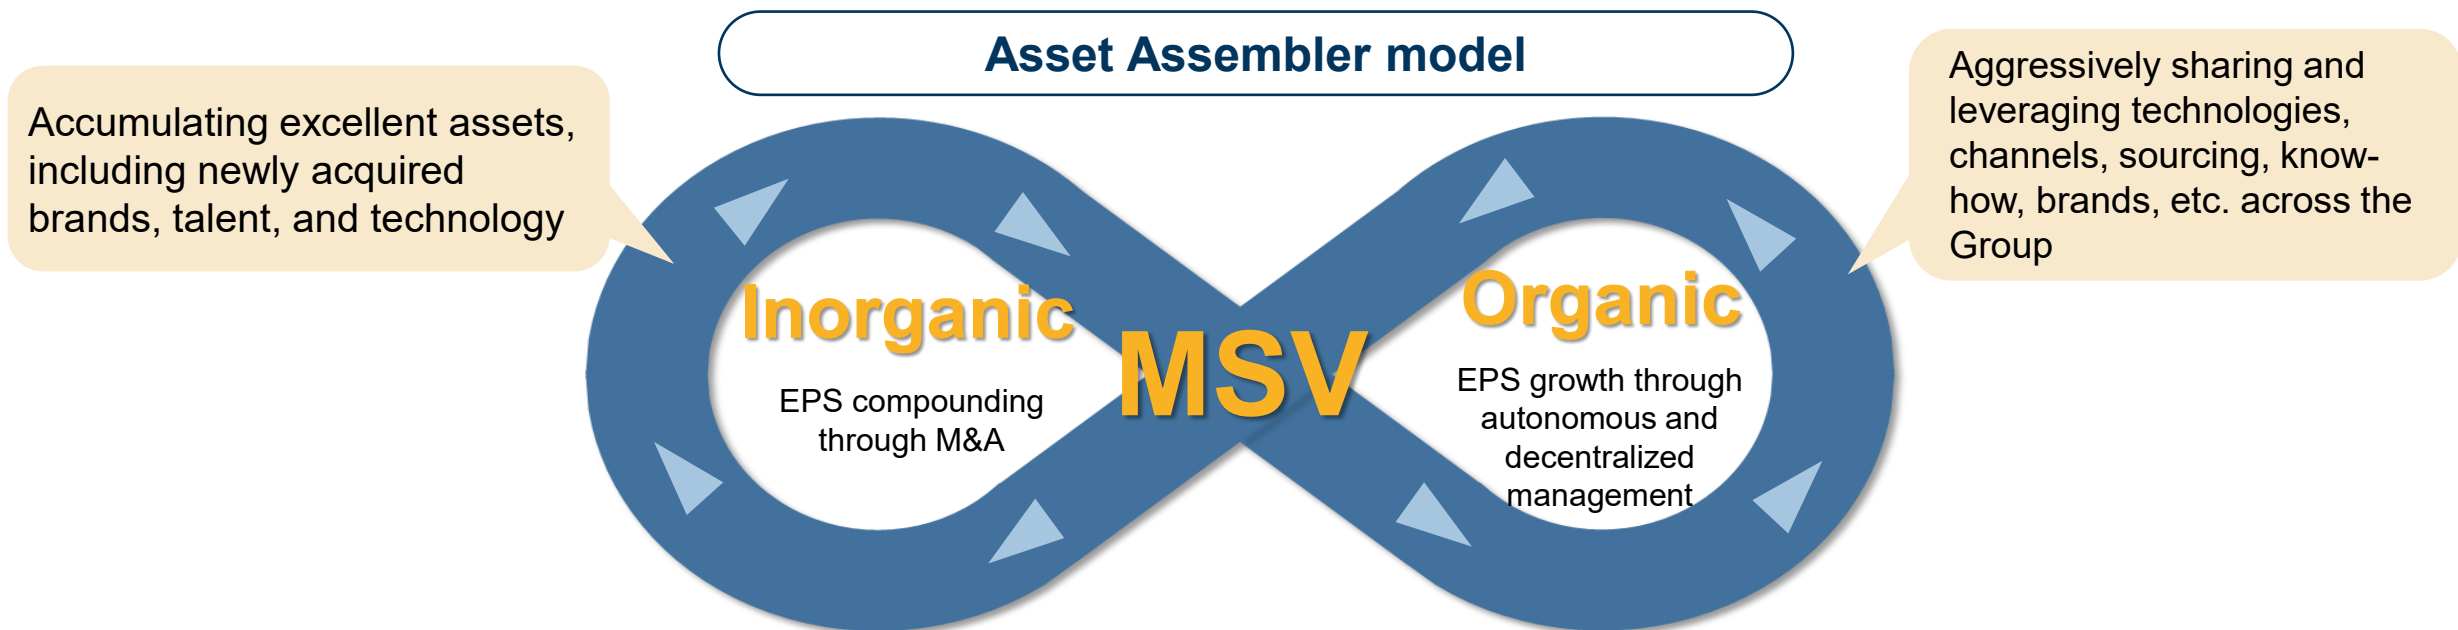 Asset Assembler model
Accumulating excellent assets,
including newly acquired
brands, talent, and technology
Aggressively sharing and
leveraging technologies,
channels, sourcing, know-
how, brands, etc. across the
Group
Inorganic
EPS compounding
through M&A
MSV
Organic
EPS growth through
autonomous and
decentralized
management